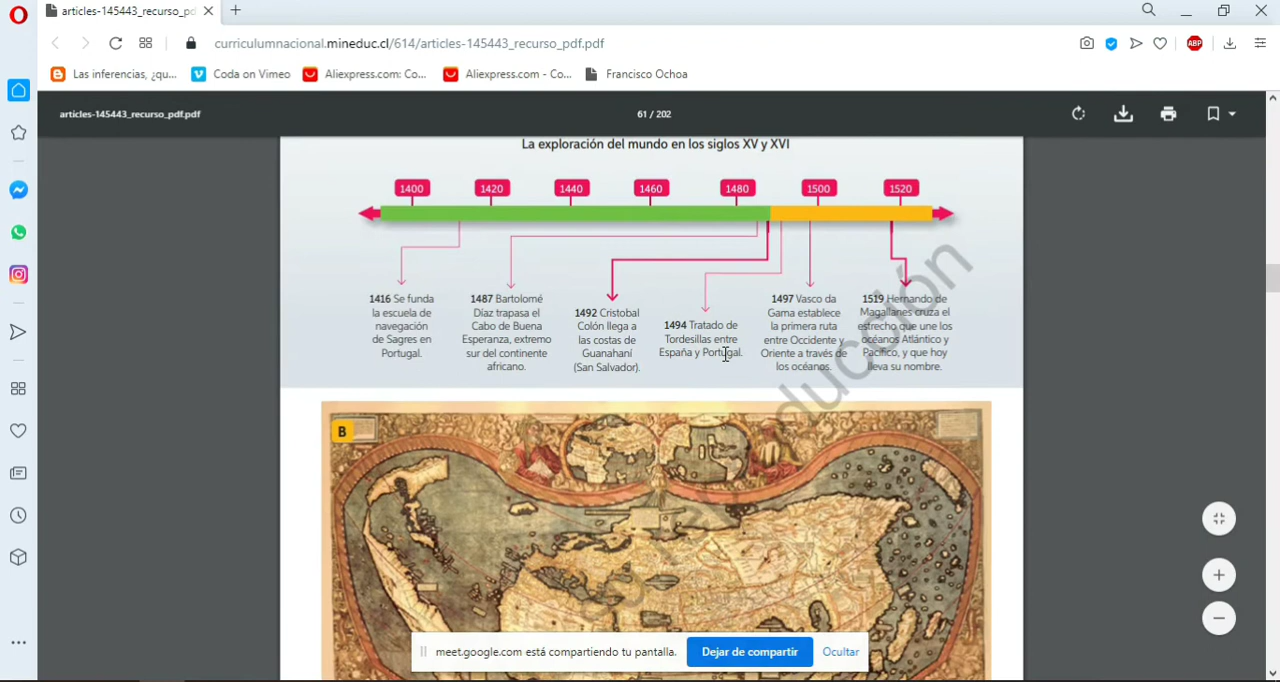 articles-145443_recurso_pd
curriculumnacional.mineduc.cl/614/articles-145443_recurso_pdf.pdf
ABP
Las inferencias, ¿qu...
Coda on Vimeo
Aliexpress.com: Co...
Aliexpress.com - Co...
Francisco Ochoa
articles-145443_recurso_pdf.pdf
61 / 202
La exploración del mundo en los siglos XV y XVI
1400
1420
1440
1460
1480
1500
1520
1416 Se funda
la escuela de
navegación
de Sagres en
Portugal.
1487 Bartolomé
Díaz traspasa el
Cabo de Buena
Esperanza, extremo
sur del continente
africano.
1492 Cristobal
Colón llega a
las costas de
Guanahaní
(San Salvador).
1494 Tratado de
Tordesillas entre
España y Portugal.
1497 Vasco da
Gama establece
la primera ruta
entre Occidente y
Oriente a través de
los océanos.
1519 Hernando de
Magallanes cruza el
estrecho que une los
océanos Atlántico y
Pacífico, y que hoy
lleva su nombre.
B
meet.google.com está compartiendo tu pantalla.
Dejar de compartir
Ocultar